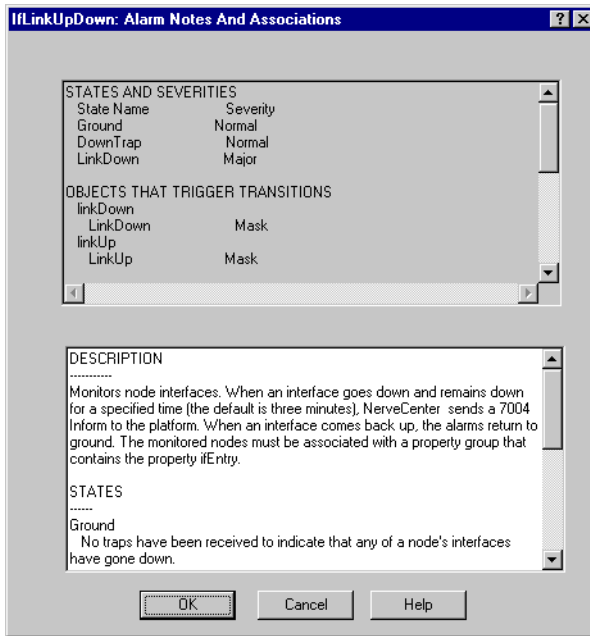 IfLinkUpDown: Alarm Notes And Associations
STATES AND SEVERITIES
State Name Severity
Ground Normal
DownTrap Normal
LinkDown Major
OBJECTS THAT TRIGGER TRANSITIONS
linkDown
LinkDown Mask
linkUp
LinkUp Mask
DESCRIPTION
-----------
Monitors node interfaces. When an interface goes down and remains down
for a specified time (the default is three minutes), NerveCenter sends a 7004
Inform to the platform. When an interface comes back up, the alarms return to
ground. The monitored nodes must be associated with a property group that
contains the property ifEntry.
STATES
------
Ground
No traps have been received to indicate that any of a node's interfaces
have gone down.
OK Cancel Help